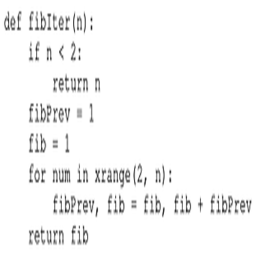 def fibIter(n):
    if n < 2:
        return n
    fibPrev = 1
    fib = 1
    for num in xrange(2, n):
        fibPrev, fib = fib, fib + fibPrev
    return fib